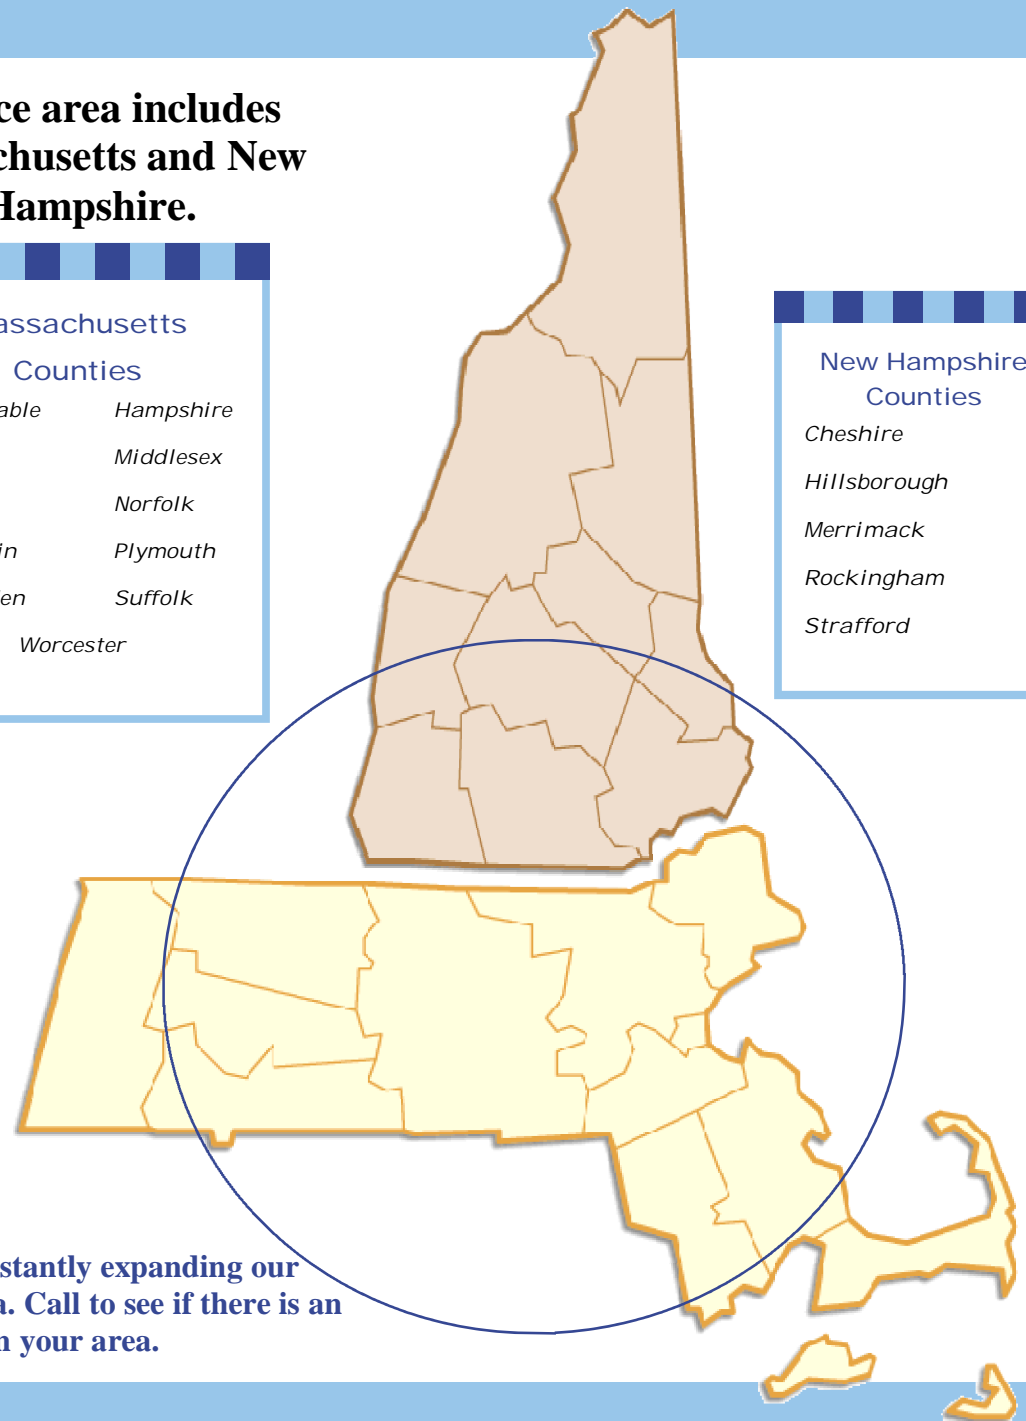 ce area includes
chusetts and New
Hampshire.
assachusetts
Counties
able Hampshire
Middlesex
Norfolk
in Plymouth
en Suffolk
Worcester
New Hampshire
Counties
Cheshire
Hillsborough
Merrimack
Rockingham
Strafford
stantly expanding our
a. Call to see if there is an
n your area.